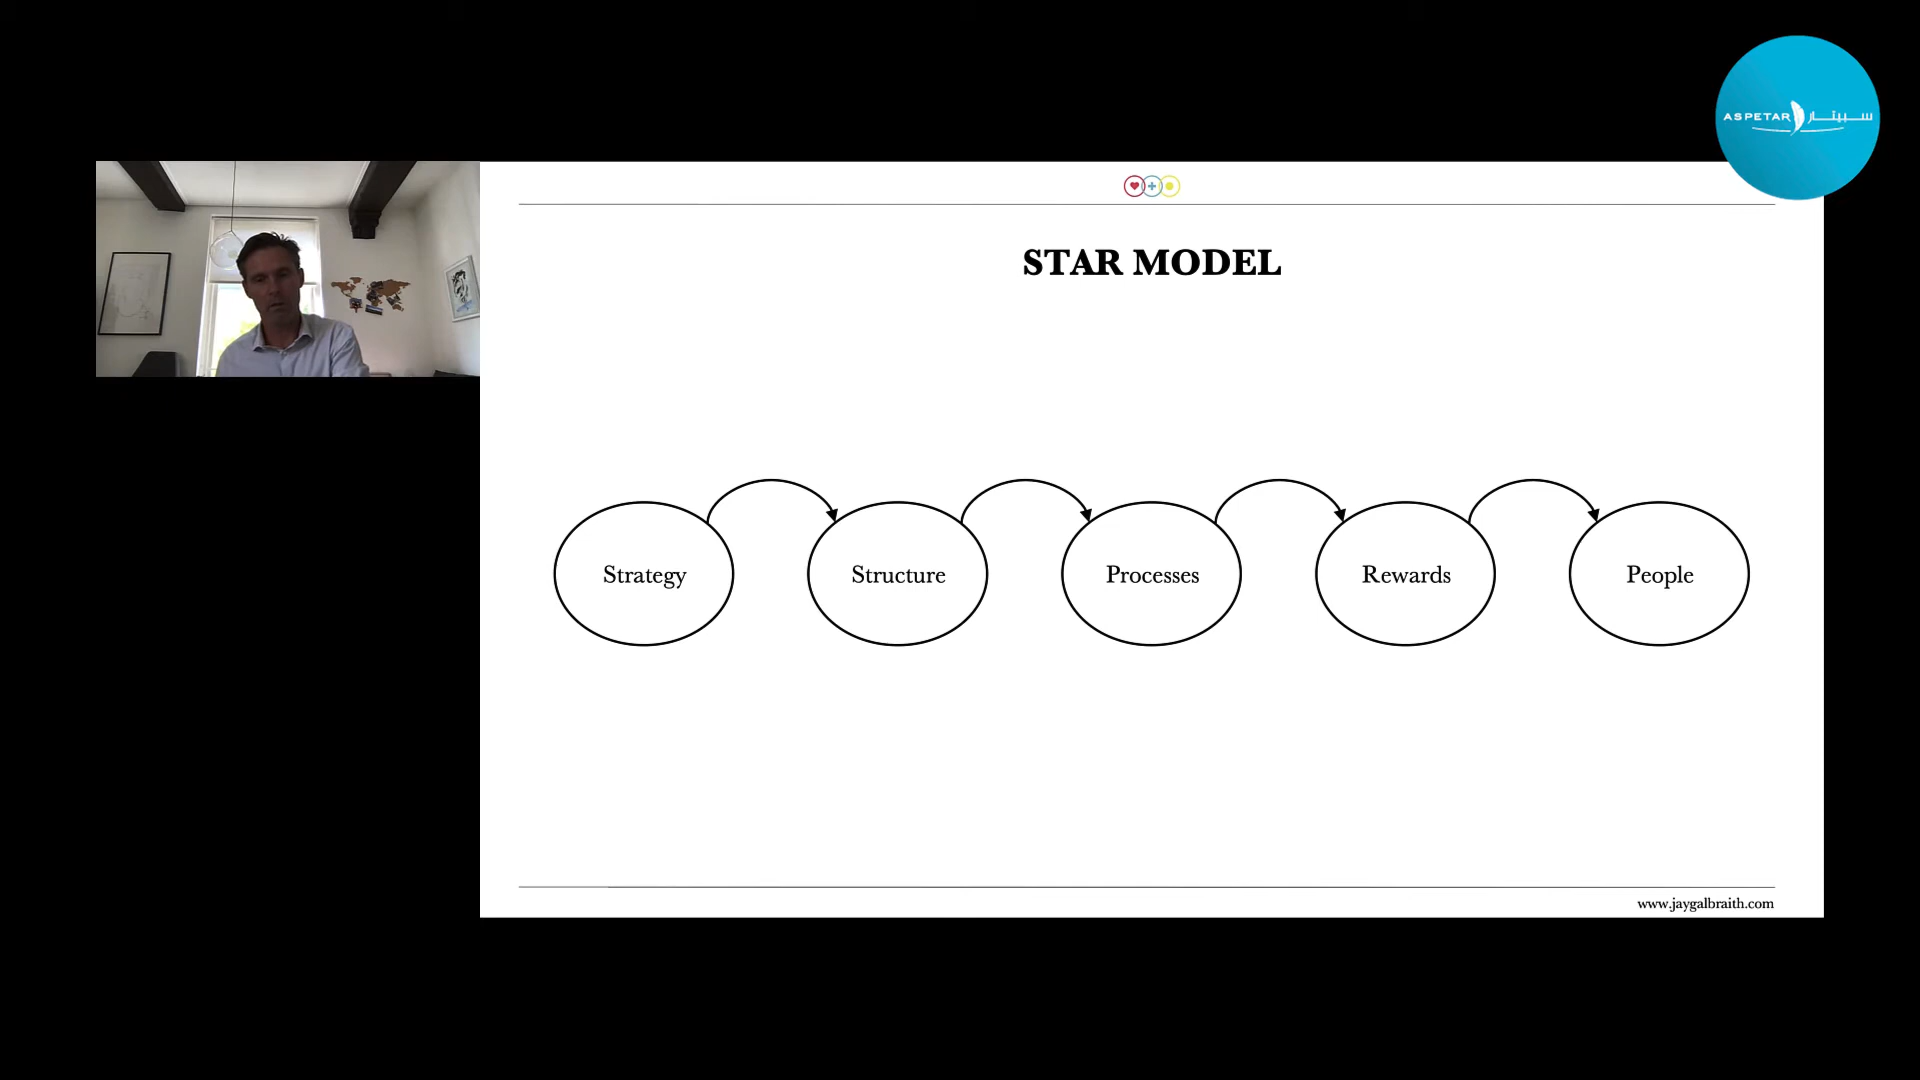 ASPETAR سبيتار
STAR MODEL
Strategy
Structure
Processes
Rewards
People
www.jaygalbraith.com